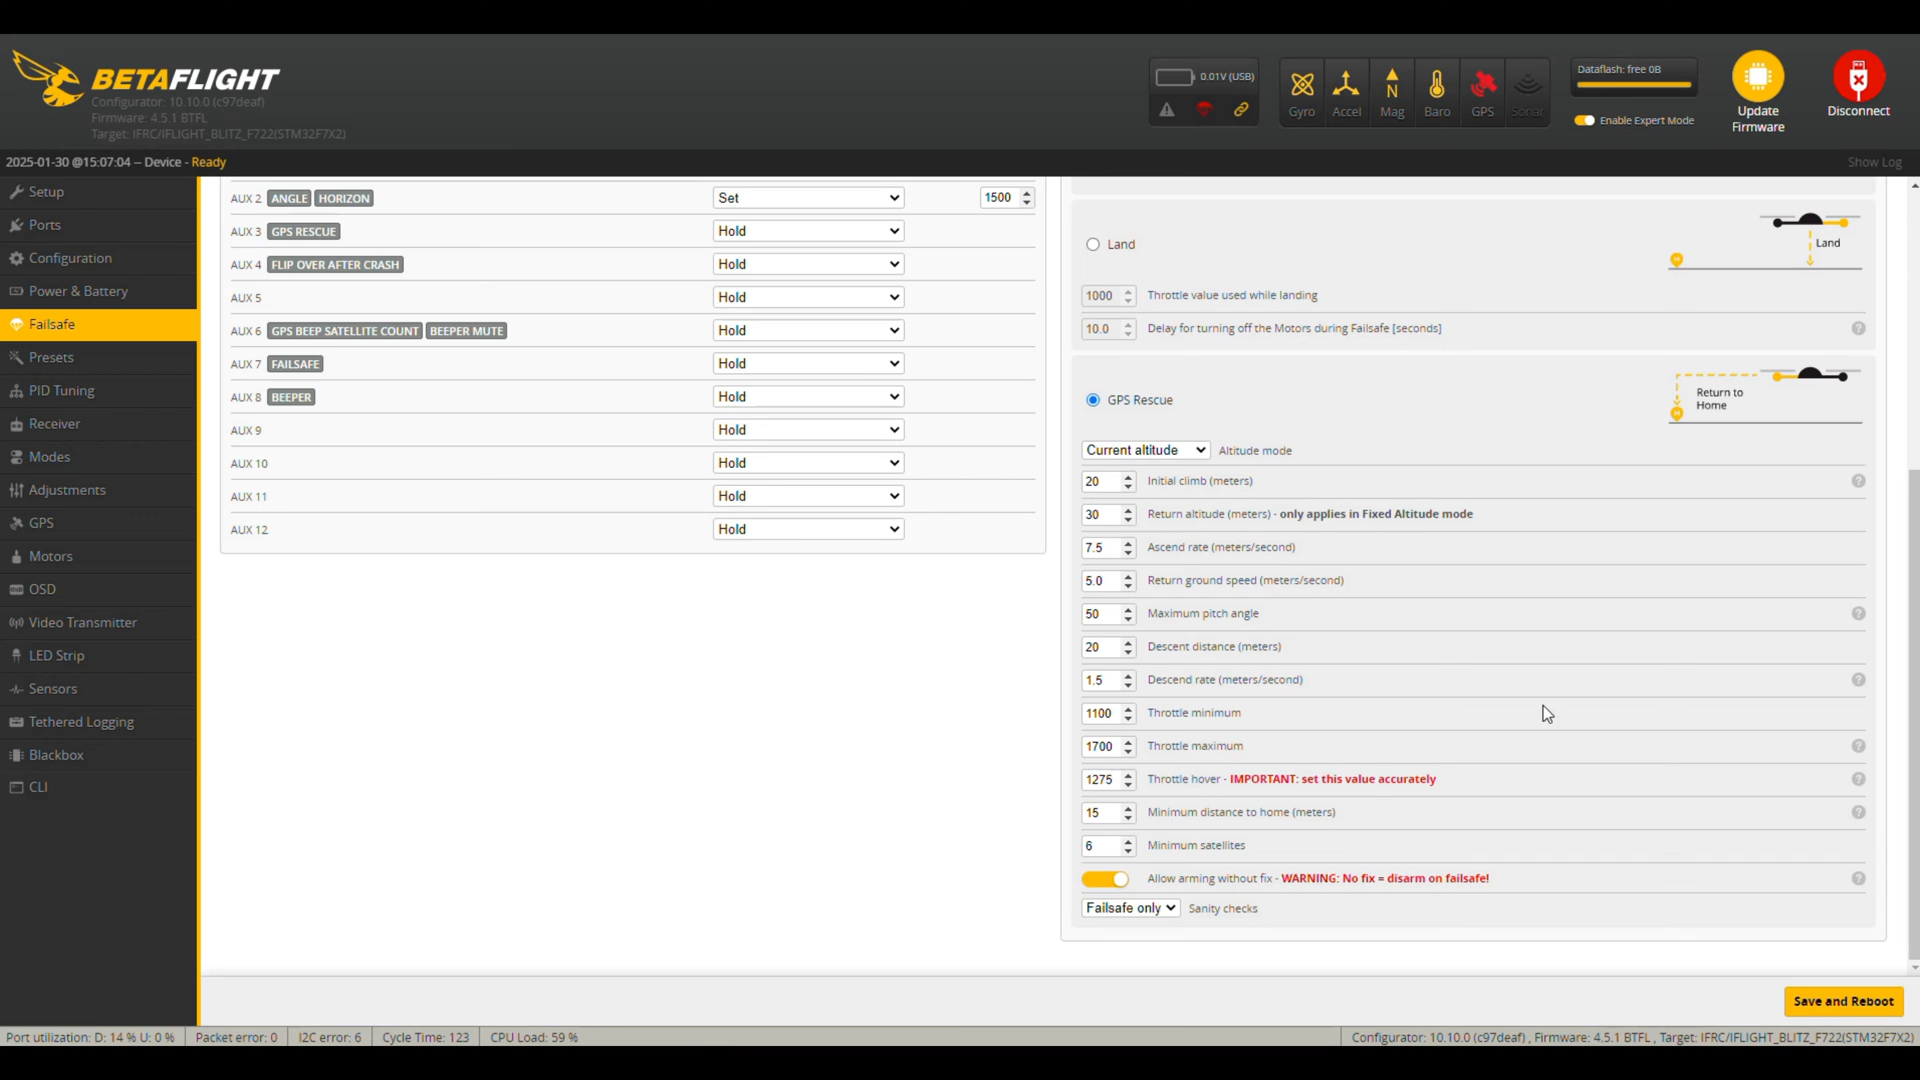 BETAFLIGHT
Configurator: 10.10.0 (c97deaf)
Firmware: 4.5.1 BTFL
Target: IFRC/IFLIGHT_BLITZ_F722(STM32F7X2)
0.01V (USB)
Gyro
Accel
N
Mag
Baro
GPS
Sonar
Dataflash: free 0B
Enable Expert Mode
Update
Firmware
Disconnect
2025-01-30 @15:07:04 -- Device - Ready
Show Log
Setup
Ports
Configuration
Power & Battery
Failsafe
Presets
PID Tuning
Receiver
Modes
Adjustments
GPS
Motors
OSD
Video Transmitter
LED Strip
Sensors
Tethered Logging
Blackbox
CLI
AUX 2 ANGLE HORIZON Set 1500
AUX 3 GPS RESCUE Hold
AUX 4 FLIP OVER AFTER CRASH Hold
AUX 5 Hold
AUX 6 GPS BEEP SATELLITE COUNT BEEPER MUTE Hold
AUX 7 FAILSAFE Hold
AUX 8 BEEPER Hold
AUX 9 Hold
AUX 10 Hold
AUX 11 Hold
AUX 12 Hold
Land
Land
1000 Throttle value used while landing
10.0 Delay for turning off the Motors during Failsafe [seconds] ?
GPS Rescue
Return to
Home
Current altitude Altitude mode
20 Initial climb (meters) ?
30 Return altitude (meters) - only applies in Fixed Altitude mode
7.5 Ascend rate (meters/second)
5.0 Return ground speed (meters/second)
50 Maximum pitch angle ?
20 Descent distance (meters)
1.5 Descend rate (meters/second) ?
1100 Throttle minimum
1700 Throttle maximum ?
1275 Throttle hover - IMPORTANT: set this value accurately ?
15 Minimum distance to home (meters) ?
6 Minimum satellites
Allow arming without fix - WARNING: No fix = disarm on failsafe! ?
Failsafe only Sanity checks
Save and Reboot
Port utilization: D: 14 % U: 0 % Packet error: 0 I2C error: 6 Cycle Time: 123 CPU Load: 59 % Configurator: 10.10.0 (c97deaf) , Firmware: 4.5.1 BTFL , Target: IFRC/IFLIGHT_BLITZ_F722(STM32F7X2)